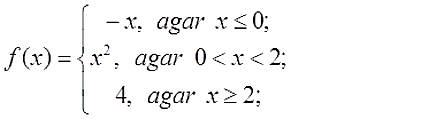 -x, agar x ≤ 0;
f(x) = { x², agar 0 < x < 2;
4, agar x ≥ 2;